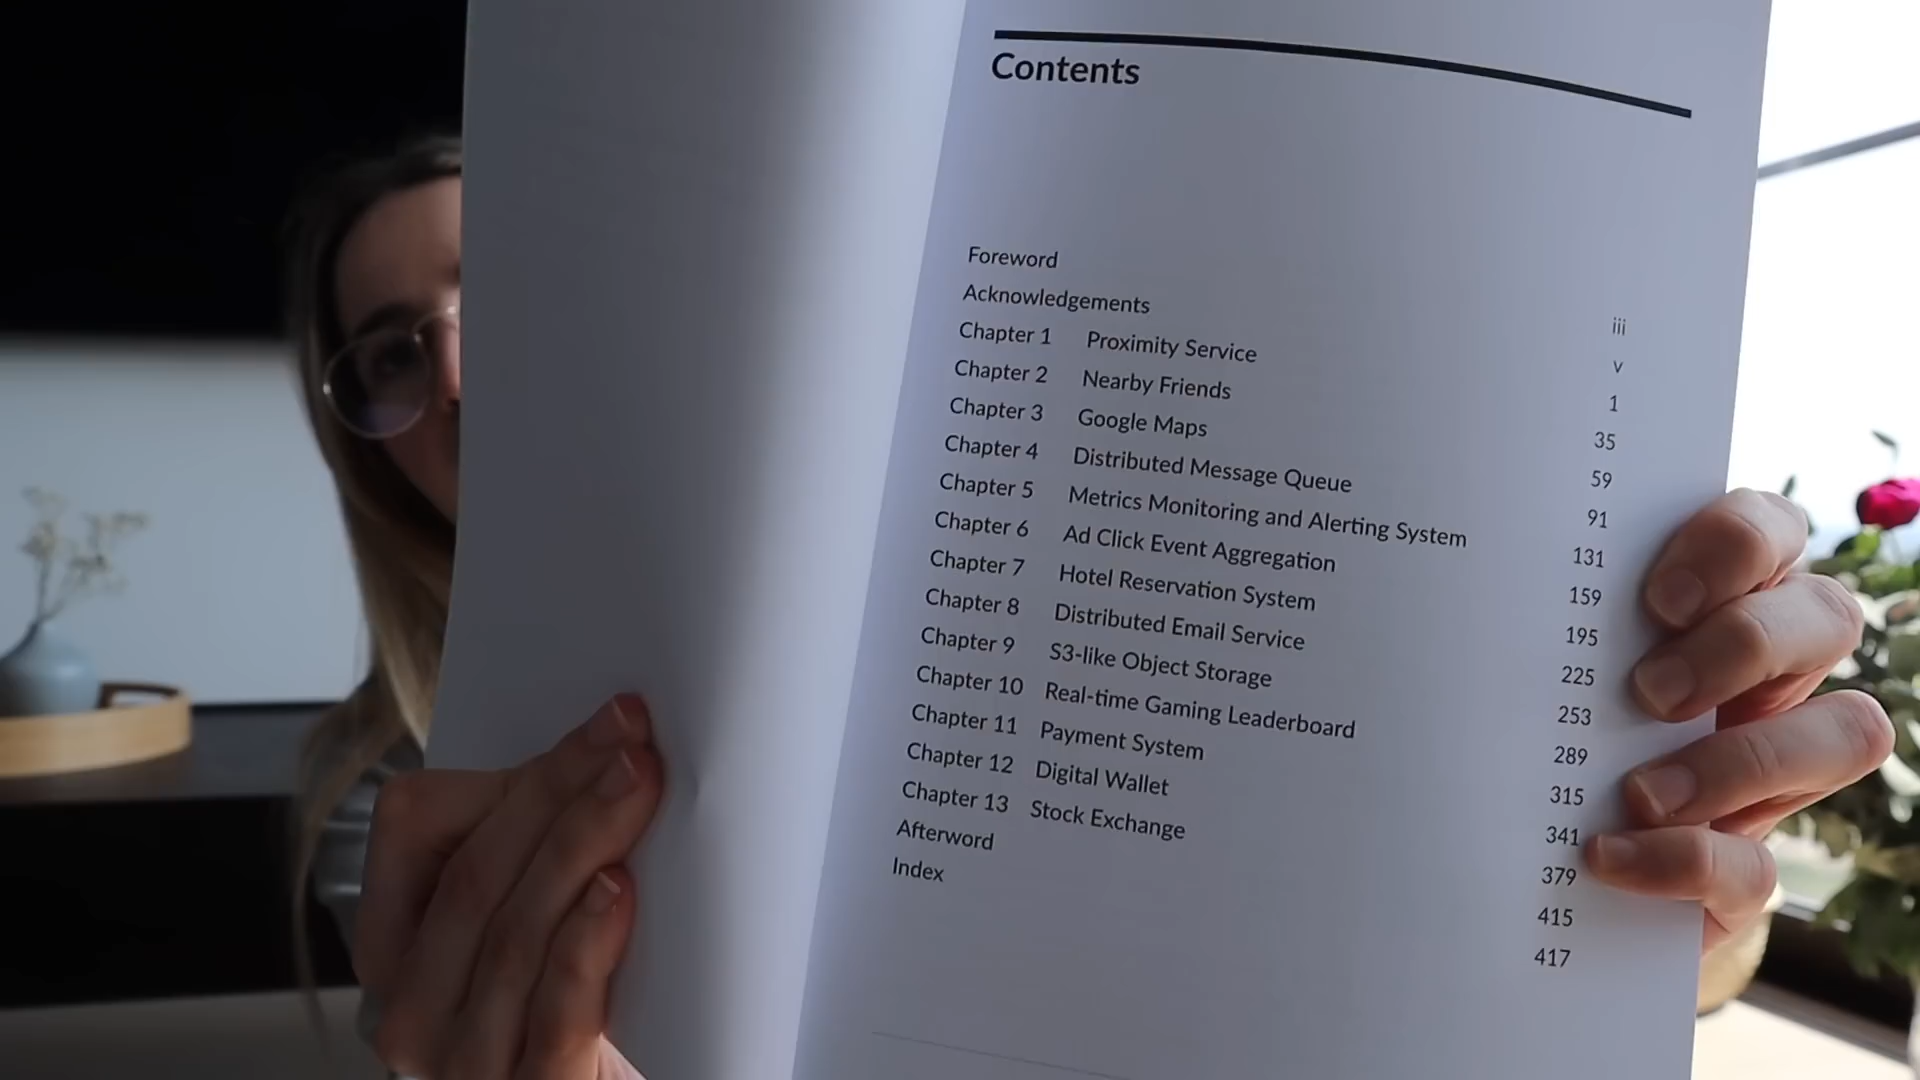 Contents
Foreword iii
Acknowledgements v
Chapter 1 Proximity Service 1
Chapter 2 Nearby Friends 35
Chapter 3 Google Maps 59
Chapter 4 Distributed Message Queue 91
Chapter 5 Metrics Monitoring and Alerting System 131
Chapter 6 Ad Click Event Aggregation 159
Chapter 7 Hotel Reservation System 195
Chapter 8 Distributed Email Service 225
Chapter 9 S3-like Object Storage 253
Chapter 10 Real-time Gaming Leaderboard 289
Chapter 11 Payment System 315
Chapter 12 Digital Wallet 341
Chapter 13 Stock Exchange 379
Afterword 415
Index 417